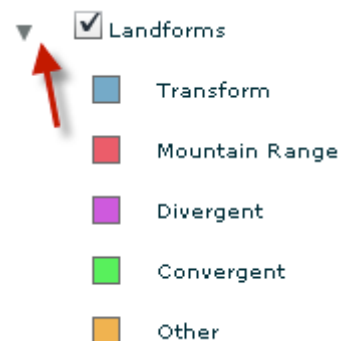 Landforms
Transform
Mountain Range
Divergent
Convergent
Other